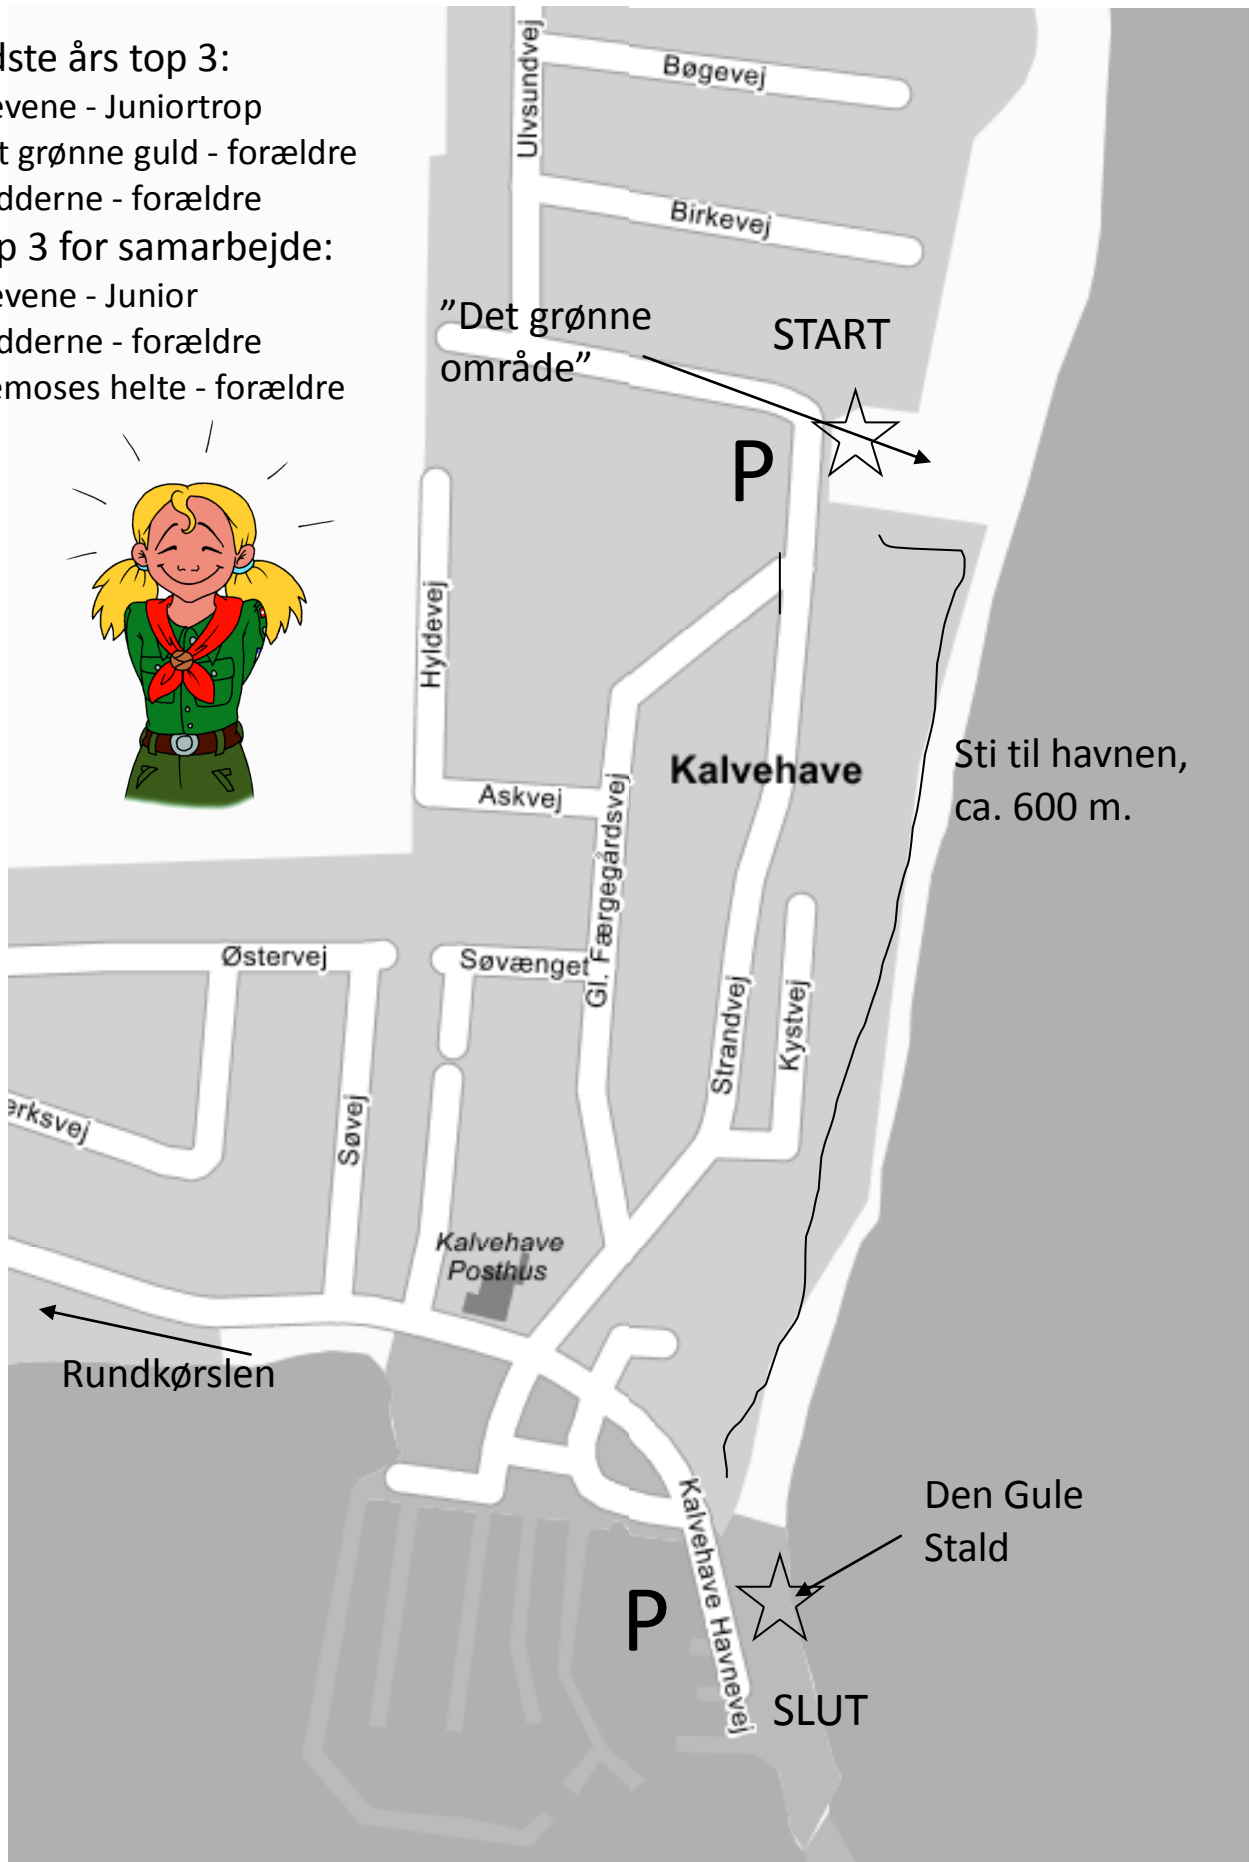 dste års top 3:
evene - Juniortrop
t grønne guld - forældre
dderne - forældre
p 3 for samarbejde:
evene - Junior
dderne - forældre
emoses helte - forældre
Ulvsundvej
Bøgevej
Birkevej
”Det grønne
område”
START
P
Hyldevej
Askvej
Gl. Færgegårdsvej
Kalvehave
Sti til havnen,
ca. 600 m.
Østervej
Søvænget
Strandvej
Kystvej
erksvej
Søvej
Kalvehave
Posthus
Rundkørslen
Kalvehave Havnevej
Den Gule
Stald
P
SLUT